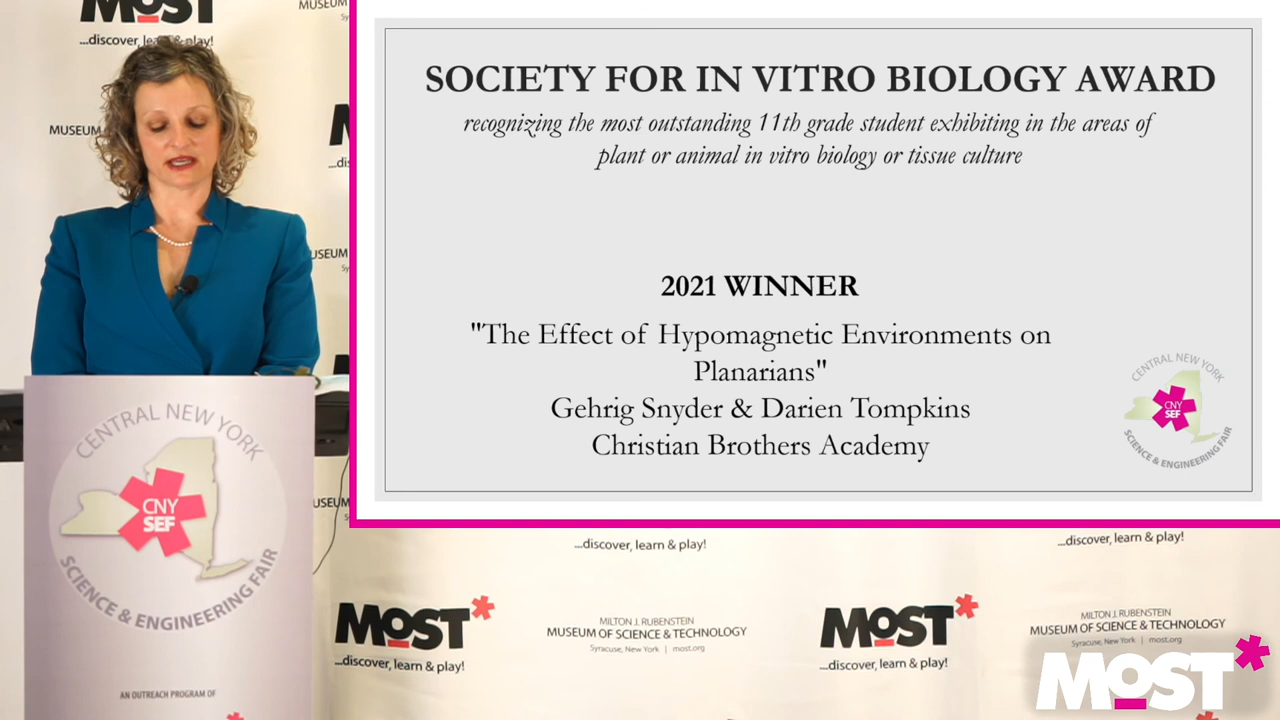 MOST
...discover, learn & play!
MUSEUM
MUSEUM
MUSEUM
MUSEUM
SOCIETY FOR IN VITRO BIOLOGY AWARD
recognizing the most outstanding 11th grade student exhibiting in the areas of
plant or animal in vitro biology or tissue culture
2021 WINNER
"The Effect of Hypomagnetic Environments on
Planarians"
Gehrig Snyder & Darien Tompkins
Christian Brothers Academy
CENTRAL NEW YORK
CNY
SEF
SCIENCE & ENGINEERING FAIR
CENTRAL NEW YORK
CNY
SEF
SCIENCE & ENGINEERING FAIR
AN OUTREACH PROGRAM OF
...discover, learn & play!
...discover, learn & play!
MOST
...discover, learn & play!
MILTON J. RUBENSTEIN
MUSEUM OF SCIENCE & TECHNOLOGY
Syracuse, New York | most.org
MOST
...discover, learn & play!
MILTON J. RUBENSTEIN
MUSEUM OF SCIENCE & TECHNOLOGY
Syracuse, New York | most.org
MOST